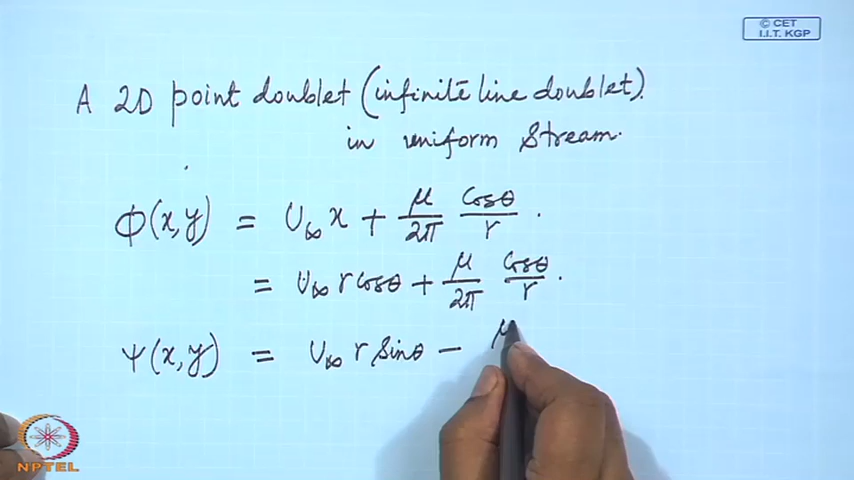 © CET
I.I.T. KGP
A 2D point doublet (infinite line doublet).
in uniform stream.
Φ(x,y) = U∞ x + μ/2π cosθ/r .
= U∞ r cosθ + μ/2π cosθ/r .
Ψ(x,y) = U∞ r sinθ − μ
NPTEL